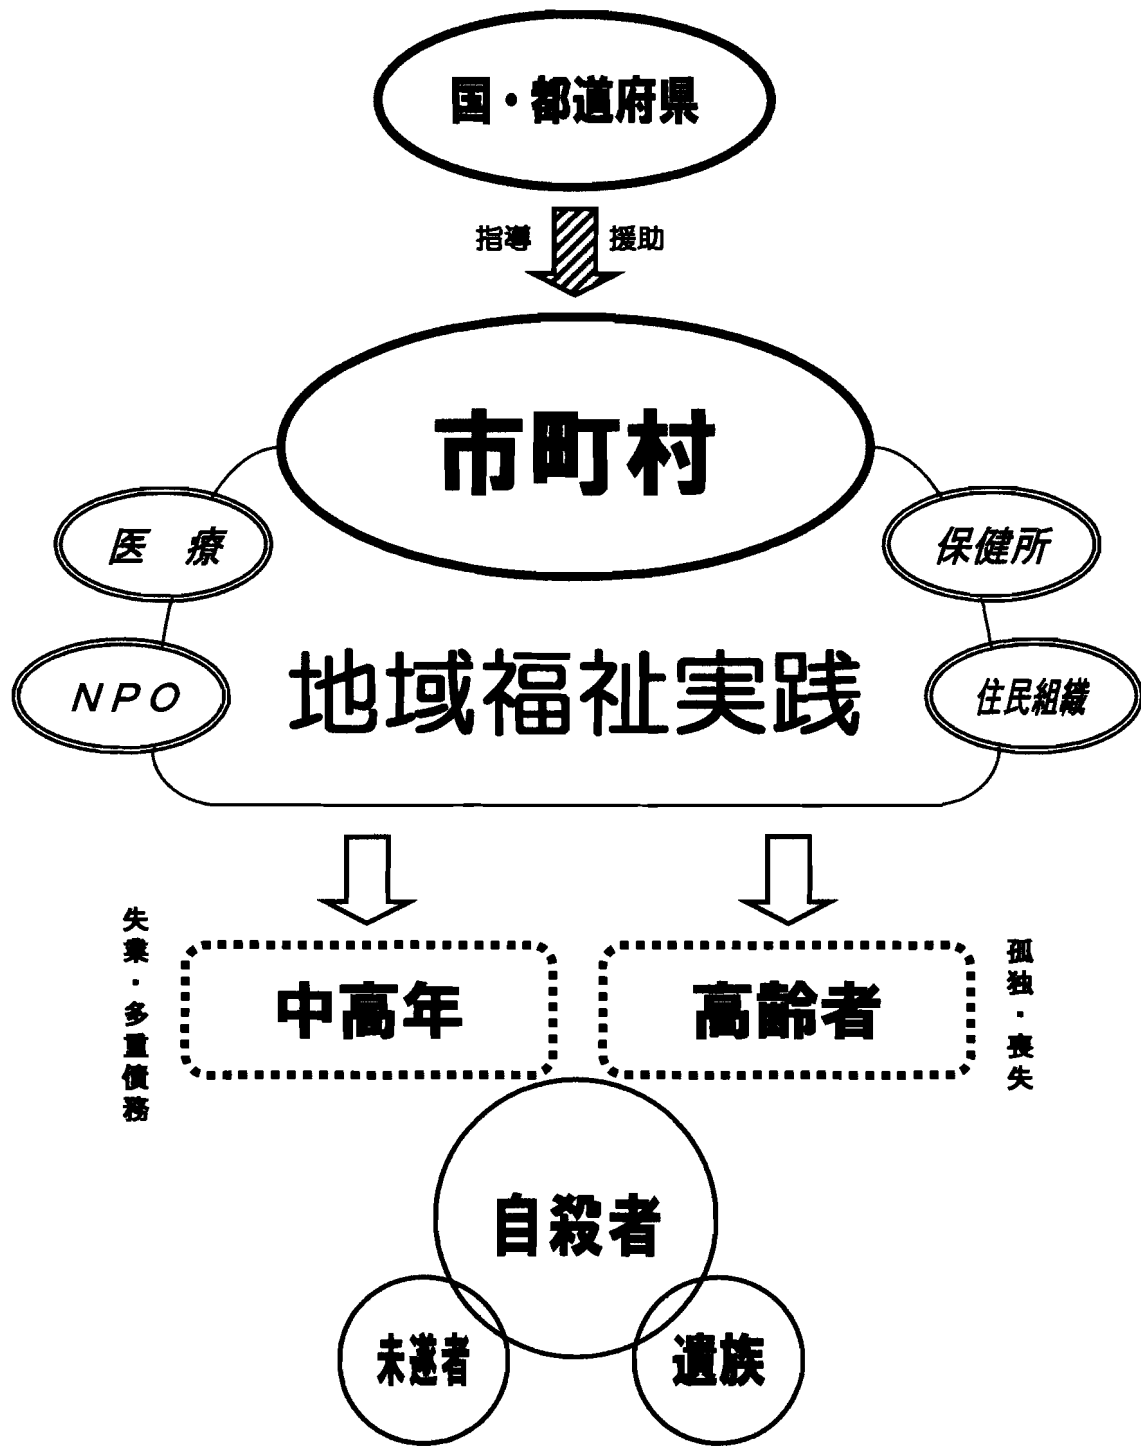 国・都道府県
指導
援助
市町村
医　療
保健所
NPO
地域福祉実践
住民組織
失業・多重債務
中高年
高齢者
孤独・喪失
自殺者
未遂者
遺族